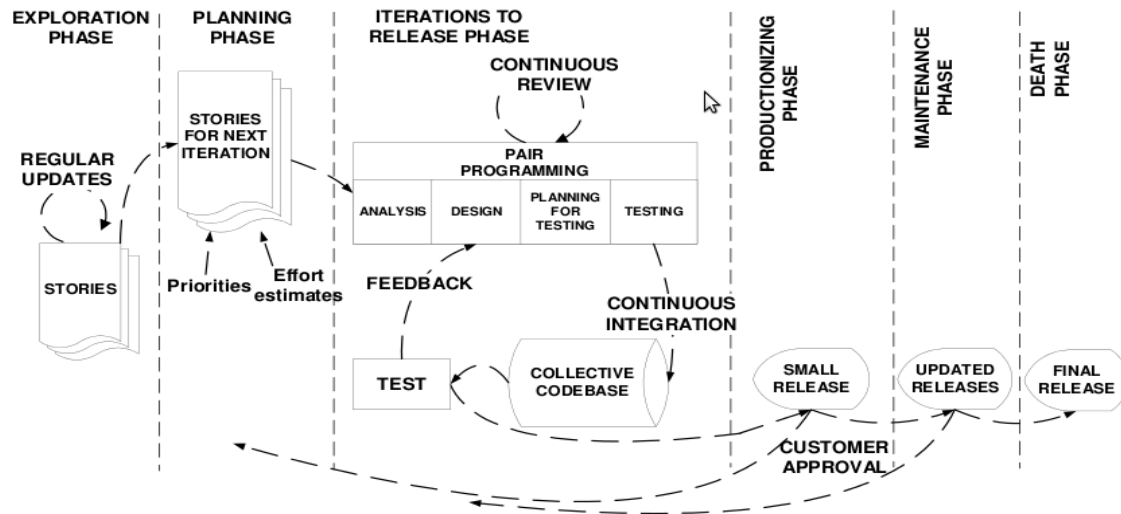 EXPLORATION
PHASE
PLANNING
PHASE
ITERATIONS TO
RELEASE PHASE
PRODUCTIONIZING
PHASE
MAINTENANCE
PHASE
DEATH
PHASE
CONTINUOUS
REVIEW
STORIES
FOR NEXT
ITERATION
REGULAR
UPDATES
PAIR
PROGRAMMING
ANALYSIS
DESIGN
PLANNING
FOR
TESTING
TESTING
STORIES
Priorities
Effort
estimates
FEEDBACK
CONTINUOUS
INTEGRATION
TEST
COLLECTIVE
CODEBASE
SMALL
RELEASE
UPDATED
RELEASES
FINAL
RELEASE
CUSTOMER
APPROVAL